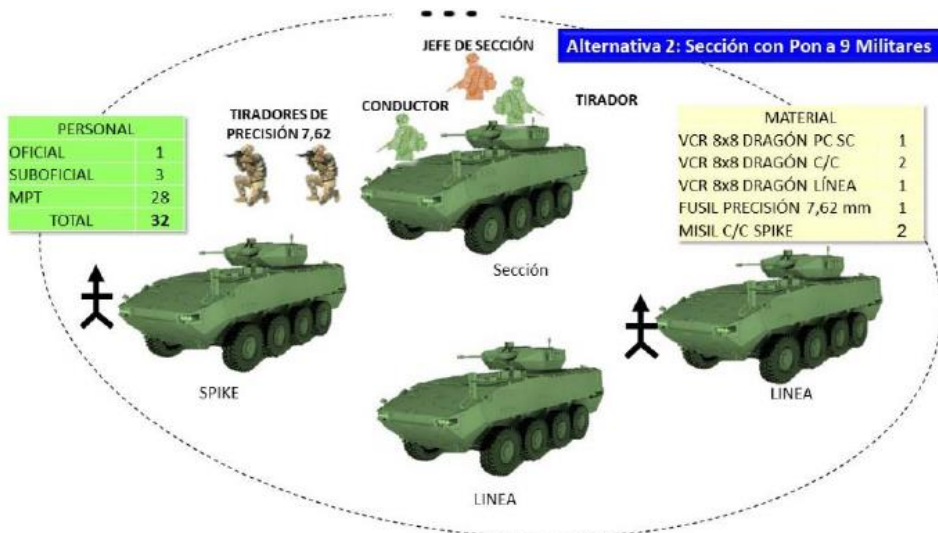 JEFE DE SECCIÓN
Alternativa 2: Sección con Pon a 9 Militares
TIRADORES DE
PRECISIÓN 7,62
CONDUCTOR
TIRADOR
PERSONAL
OFICIAL 1
SUBOFICIAL 3
MPT 28
TOTAL 32
MATERIAL
VCR 8x8 DRAGÓN PC SC 1
VCR 8x8 DRAGÓN C/C 2
VCR 8x8 DRAGÓN LÍNEA 1
FUSIL PRECISIÓN 7,62 mm 1
MISIL C/C SPIKE 2
Sección
SPIKE
LINEA
LINEA